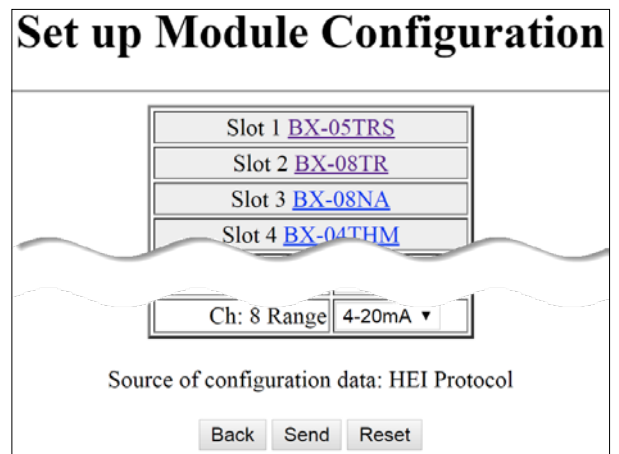 Set up Module Configuration
Slot 1 BX-05TRS
Slot 2 BX-08TR
Slot 3 BX-08NA
Slot 4 BX-04THM
Ch: 8 Range 4-20mA ▼
Source of configuration data: HEI Protocol
Back Send Reset